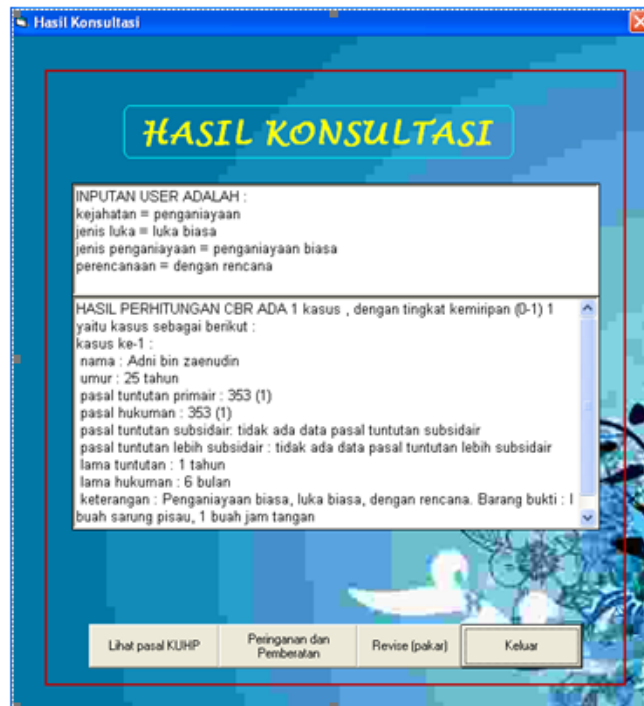 Hasil Konsultasi
HASIL KONSULTASI
INPUTAN USER ADALAH :
kejahatan = penganiayaan
jenis luka = luka biasa
jenis penganiayaan = penganiayaan biasa
perencanaan = dengan rencana
HASIL PERHITUNGAN CBR ADA 1 kasus , dengan tingkat kemiripan (0-1) 1
yaitu kasus sebagai berikut :
kasus ke-1 :
nama : Adni bin zaenudin
umur : 25 tahun
pasal tuntutan primair : 353 (1)
pasal hukuman : 353 (1)
pasal tuntutan subsidair: tidak ada data pasal tuntutan subsidair
pasal tuntutan lebih subsidair : tidak ada data pasal tuntutan lebih subsidair
lama tuntutan : 1 tahun
lama hukuman : 6 bulan
keterangan : Penganiayaan biasa, luka biasa, dengan rencana. Barang bukti : I
buah sarung pisau, 1 buah jam tangan
Lihat pasal KUHP
Peringanan dan
Pemberatan
Revise (pakar)
Keluar